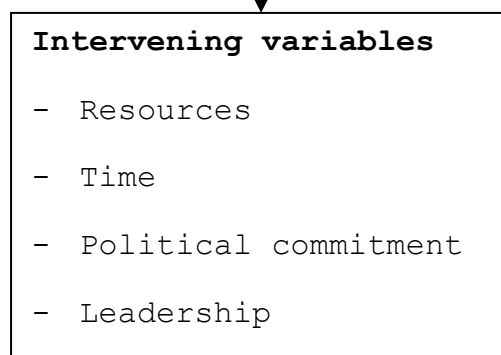 Intervening variables
- Resources
- Time
- Political commitment
- Leadership